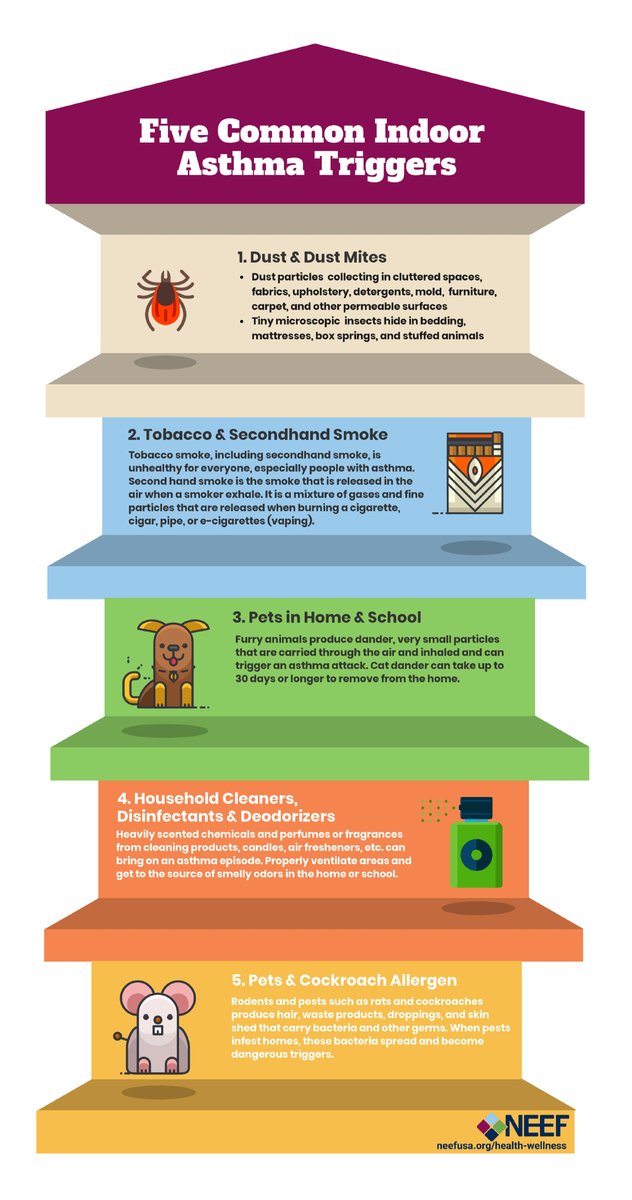 Five Common Indoor
Asthma Triggers
1. Dust & Dust Mites
• Dust particles collecting in cluttered spaces,
fabrics, upholstery, detergents, mold, furniture,
carpet, and other permeable surfaces
• Tiny microscopic insects hide in bedding,
mattresses, box springs, and stuffed animals
2. Tobacco & Secondhand Smoke
Tobacco smoke, including secondhand smoke, is
unhealthy for everyone, especially people with asthma.
Second hand smoke is the smoke that is released in the
air when a smoker exhale. It is a mixture of gases and fine
particles that are released when burning a cigarette,
cigar, pipe, or e-cigarettes (vaping).
3. Pets in Home & School
Furry animals produce dander, very small particles
that are carried through the air and inhaled and can
trigger an asthma attack. Cat dander can take up to
30 days or longer to remove from the home.
4. Household Cleaners,
Disinfectants & Deodorizers
Heavily scented chemicals and perfumes or fragrances
from cleaning products, candles, air fresheners, etc. can
bring on an asthma episode. Properly ventilate areas and
get to the source of smelly odors in the home or school.
5. Pets & Cockroach Allergen
Rodents and pests such as rats and cockroaches
produce hair, waste products, droppings, and skin
shed that carry bacteria and other germs. When pests
infest homes, these bacteria spread and become
dangerous triggers.
NEEF
neefusa.org/health-wellness